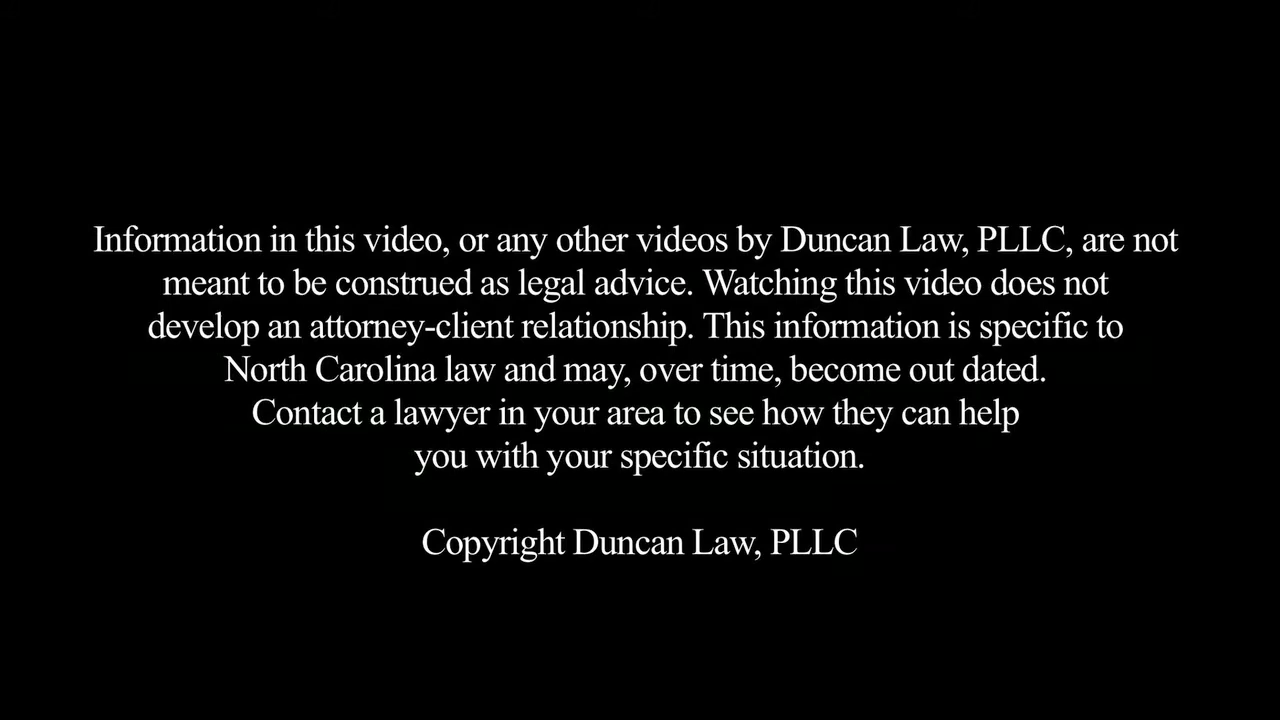 Information in this video, or any other videos by Duncan Law, PLLC, are not
meant to be construed as legal advice. Watching this video does not
develop an attorney-client relationship. This information is specific to
North Carolina law and may, over time, become out dated.
Contact a lawyer in your area to see how they can help
you with your specific situation.
Copyright Duncan Law, PLLC